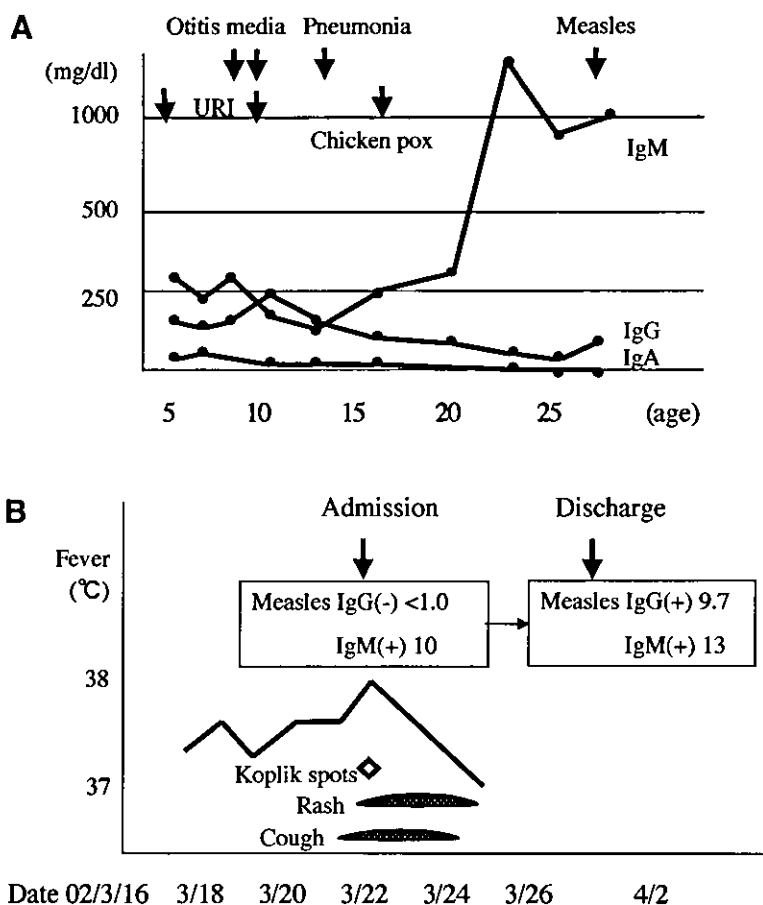 A
Otitis media Pneumonia Measles
(mg/dl)
URI
1000
Chicken pox
IgM
500
250
IgG
IgA
5 10 15 20 25 (age)
B
Admission Discharge
Fever
(℃)
Measles IgG(-) <1.0
IgM(+) 10
Measles IgG(+) 9.7
IgM(+) 13
38
Koplik spots
37
Rash
Cough
Date 02/3/16 3/18 3/20 3/22 3/24 3/26 4/2